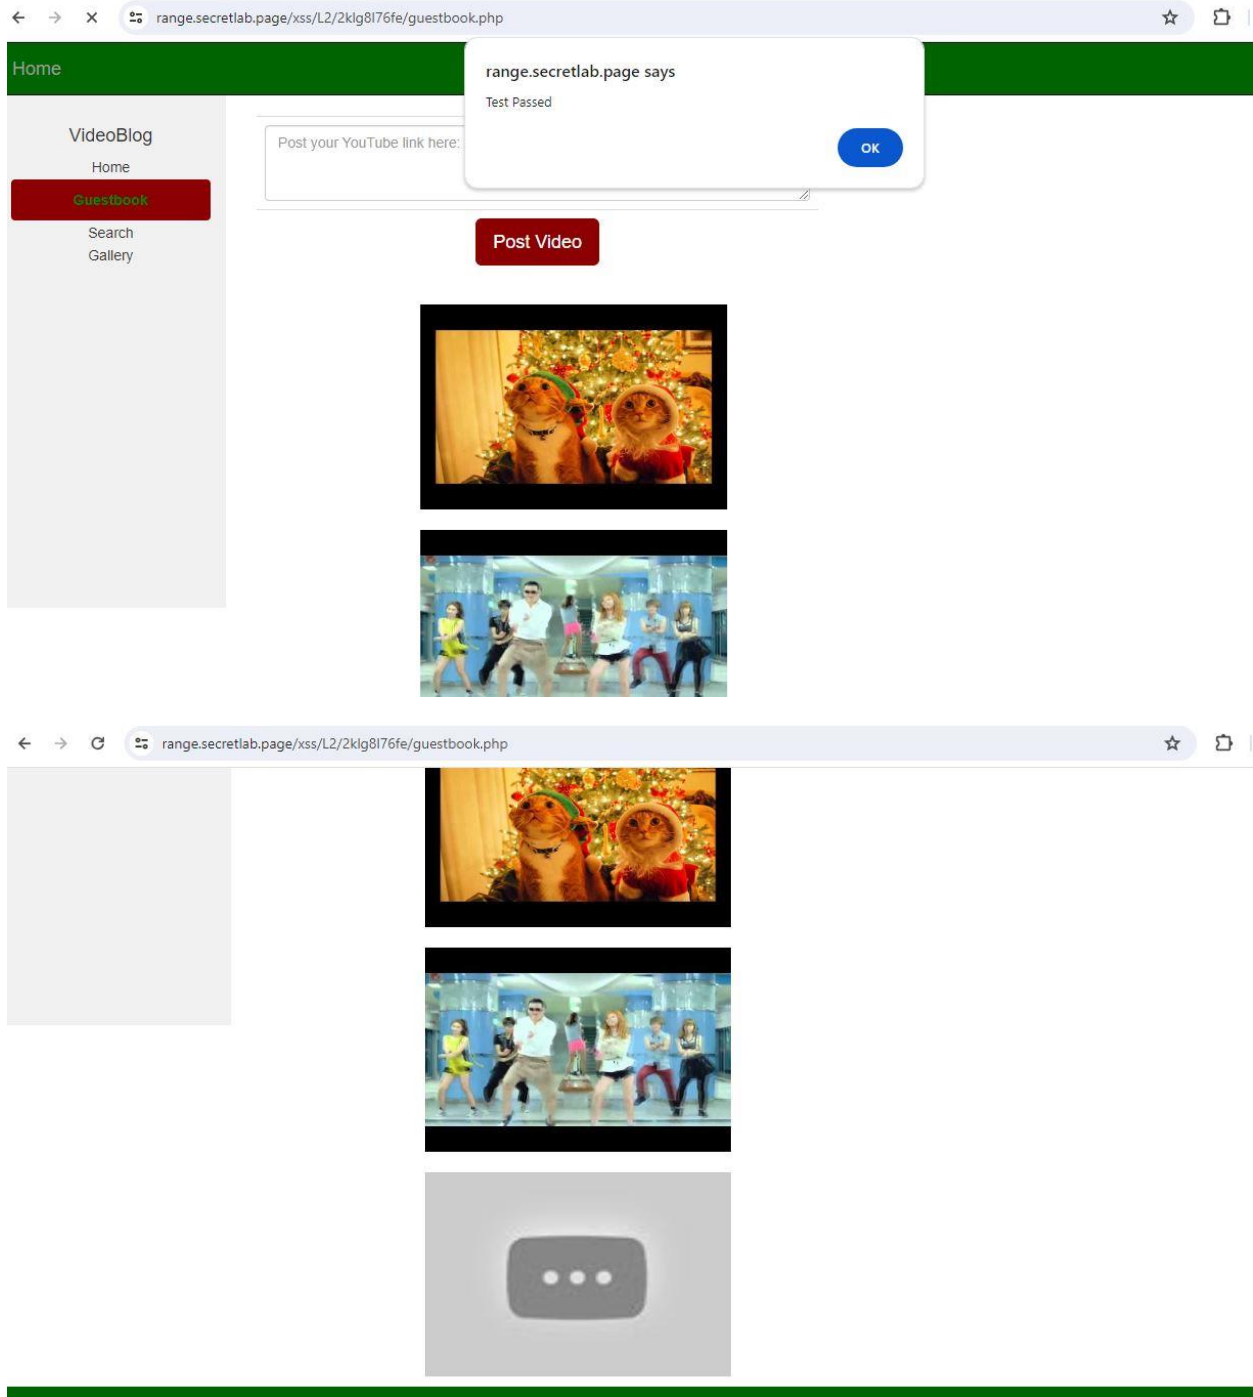 range.secretlab.page/xss/L2/2klg8l76fe/guestbook.php
Home
range.secretlab.page says
Test Passed
OK
VideoBlog
Home
Guestbook
Search
Gallery
Post your YouTube link here:
Post Video
range.secretlab.page/xss/L2/2klg8l76fe/guestbook.php